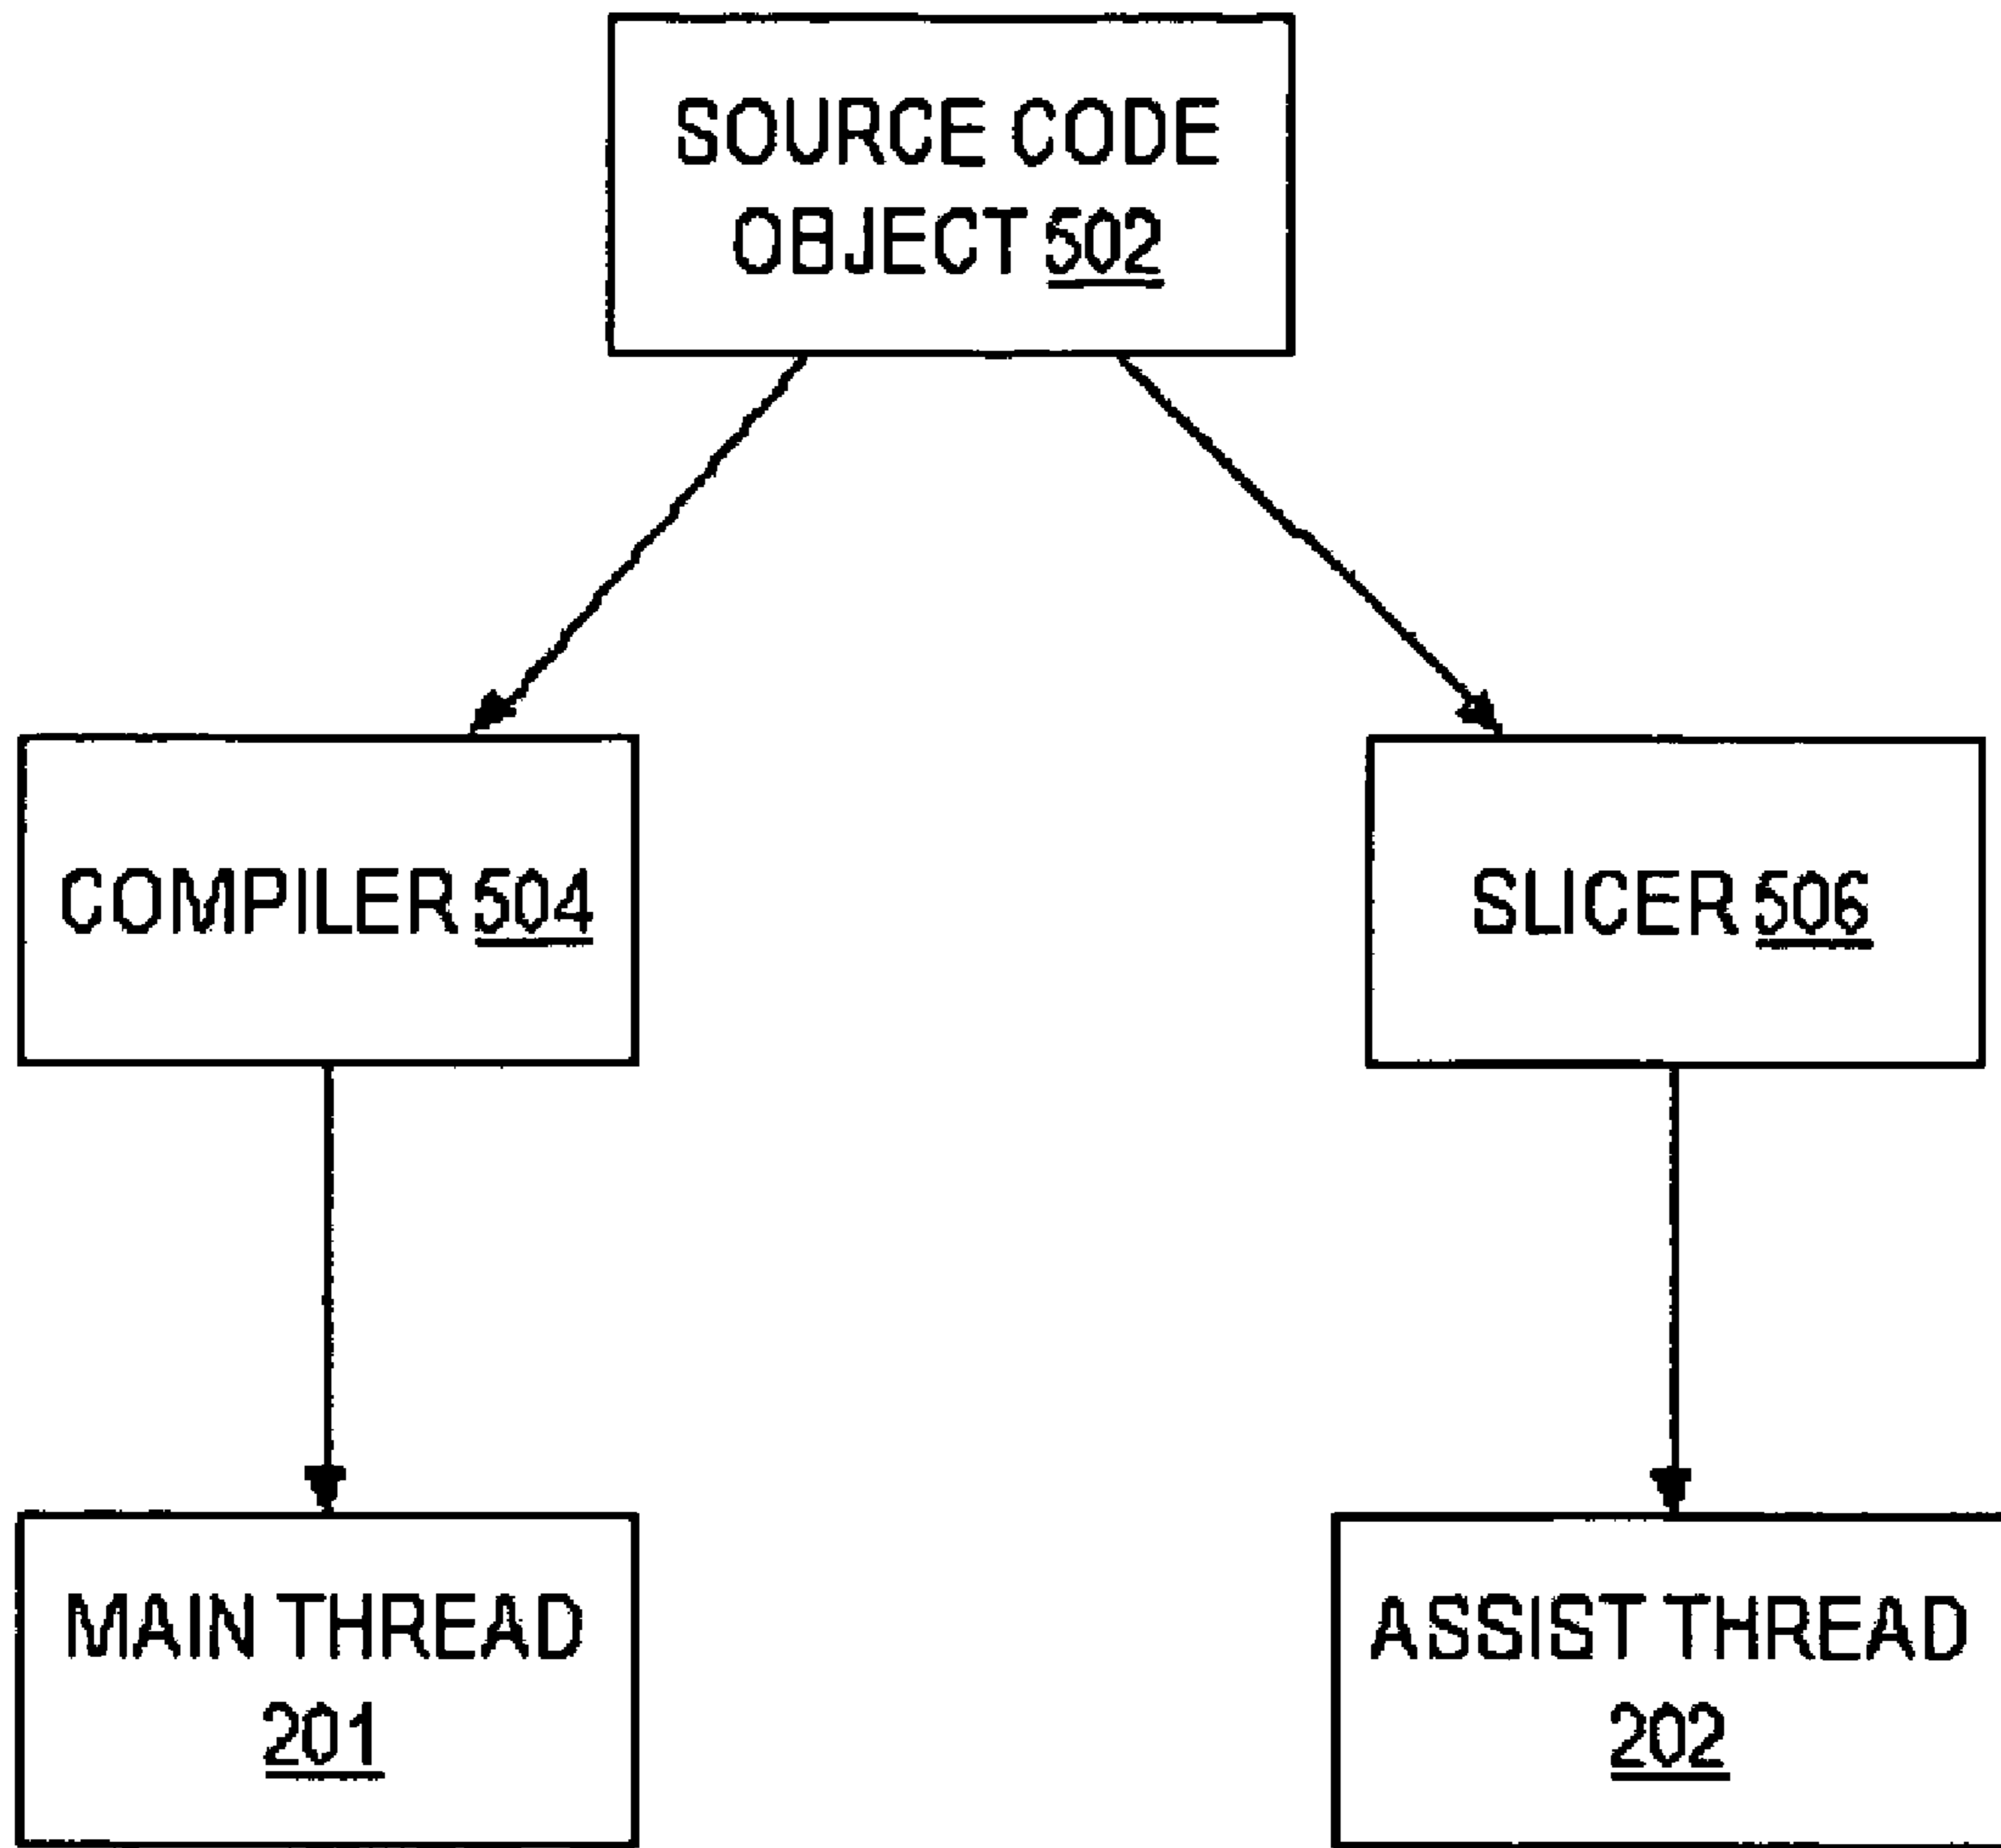 SOURCE CODE
OBJECT 502
COMPILER 504
SLICER 506
MAIN THREAD
201
ASSIST THREAD
202